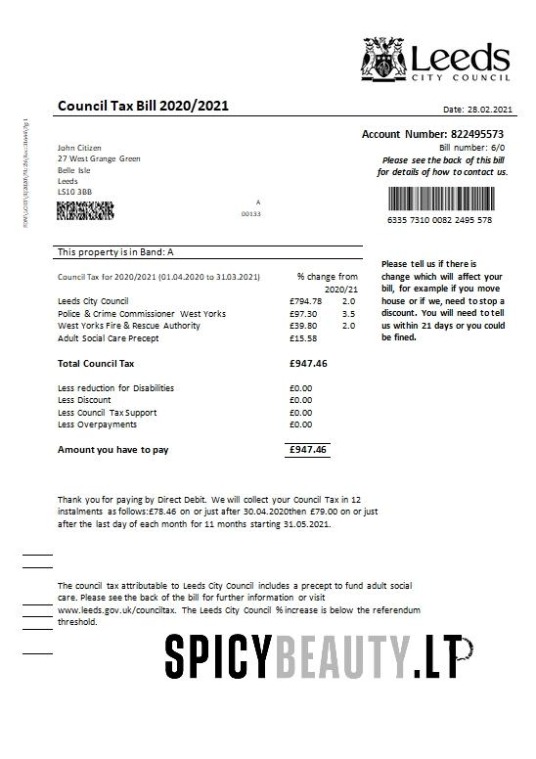 Leeds
CITY COUNCIL
Council Tax Bill 2020/2021
Date: 28.02.2021
Account Number: 822495573
Bill number: 6/0
Please see the back of this bill
for details of how to contact us.
6335 7310 0082 2495 578
John Citizen
27 West Grange Green
Belle Isle
Leeds
LS10 3BB
A
00133
This property is in Band: A
Council Tax for 2020/2021 (01.04.2020 to 31.03.2021) % change from
2020/21
Leeds City Council £794.78 2.0
Police & Crime Commissioner West Yorks £97.30 3.5
West Yorks Fire & Rescue Authority £39.80 2.0
Adult Social Care Precept £15.58
Total Council Tax £947.46
Less reduction for Disabilities £0.00
Less Discount £0.00
Less Council Tax Support £0.00
Less Overpayments £0.00
Amount you have to pay £947.46
Please tell us if there is
change which will affect your
bill, for example if you move
house or if we, need to stop a
discount. You will need to tell
us within 21 days or you could
be fined.
Thank you for paying by Direct Debit. We will collect your Council Tax in 12
instalments as follows:£78.46 on or just after 30.04.2020then £79.00 on or just
after the last day of each month for 11 months starting 31.05.2021.
The council tax attributable to Leeds City Council includes a precept to fund adult social
care. Please see the back of the bill for further information or visit
www.leeds.gov.uk/counciltax. The Leeds City Council % increase is below the referendum
threshold.
SPICYBEAUTY.LT